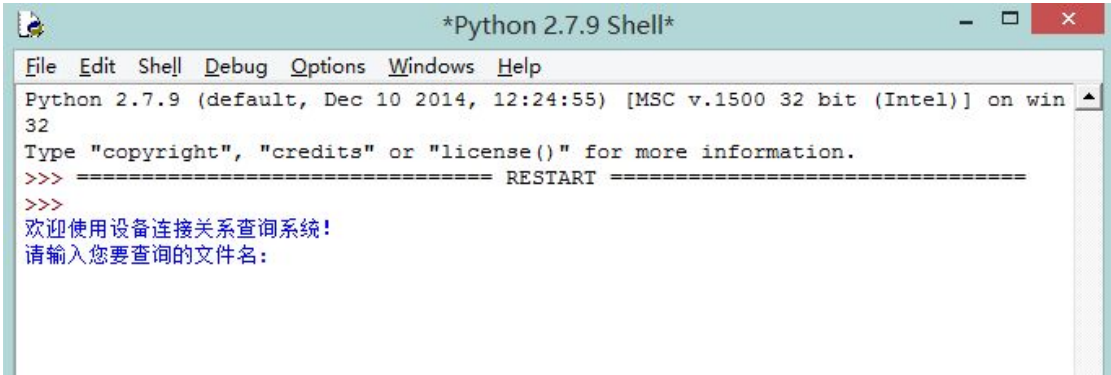 *Python 2.7.9 Shell*
File Edit Shell Debug Options Windows Help
Python 2.7.9 (default, Dec 10 2014, 12:24:55) [MSC v.1500 32 bit (Intel)] on win
32
Type "copyright", "credits" or "license()" for more information.
>>> ================================ RESTART ================================
>>>
欢迎使用设备连接关系查询系统!
请输入您要查询的文件名: